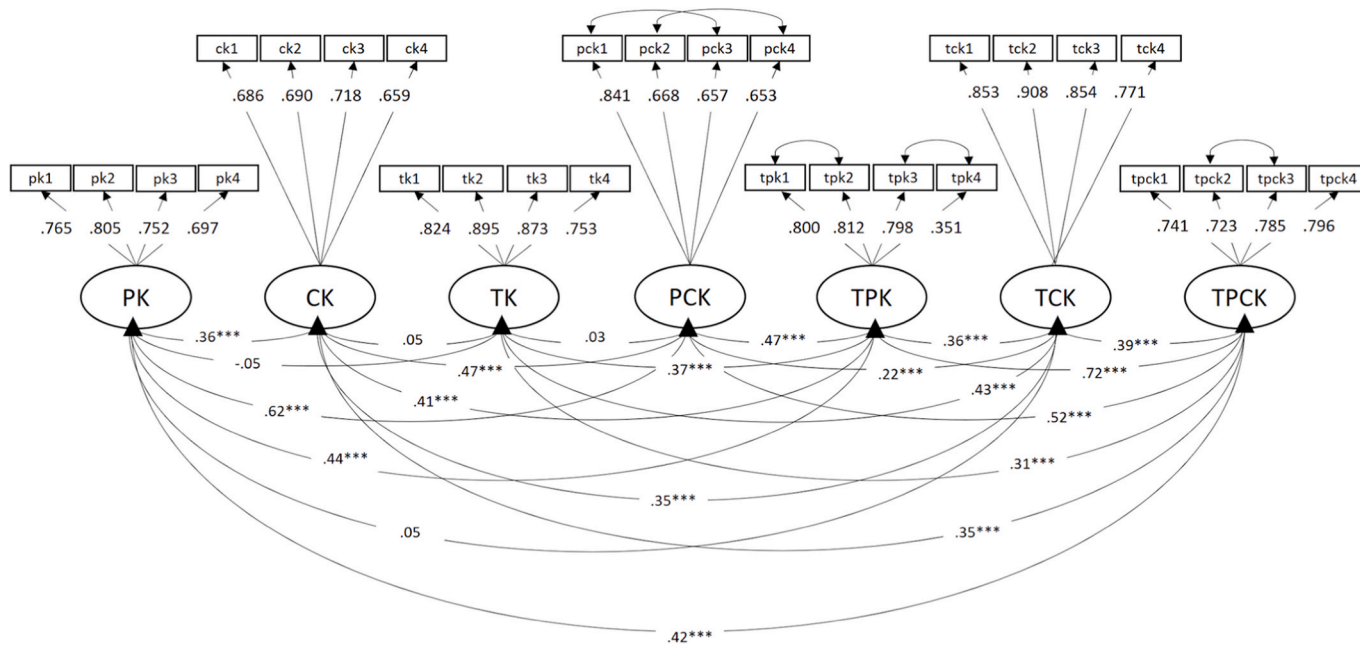 ck1 ck2 ck3 ck4 pck1 pck2 pck3 pck4 tck1 tck2 tck3 tck4
.686 .690 .718 .659 .841 .668 .657 .653 .853 .908 .854 .771
pk1 pk2 pk3 pk4 tk1 tk2 tk3 tk4 tpk1 tpk2 tpk3 tpk4 tpck1 tpck2 tpck3 tpck4
.765 .805 .752 .697 .824 .895 .873 .753 .800 .812 .798 .351 .741 .723 .785 .796
PK CK TK PCK TPK TCK TPCK
.36*** .05 .03 .47*** .36*** .39***
-.05 .47*** .37*** .22*** .72***
.62*** .41*** .43*** .52***
.44*** .31***
.35***
.05 .35***
.42***